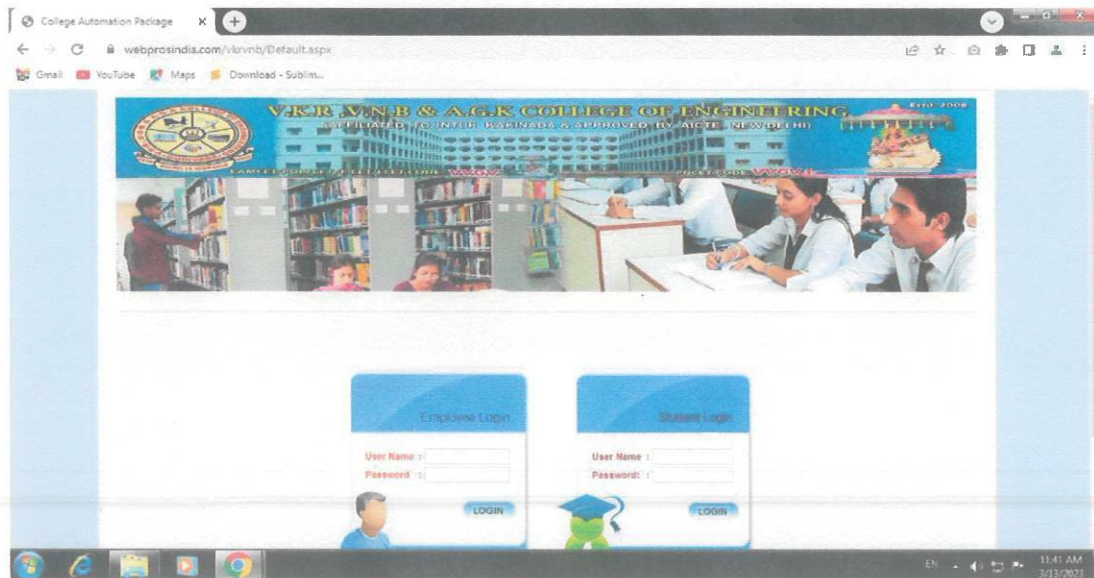 College Automation Package
webprosindia.com/vkrvnb/Default.aspx
Gmail YouTube Maps Download - Sublim...
V.K.R ,V.N.B & A.G.K COLLEGE OF ENGINEERING
Estd :2008
(AFFILIATED TO JNTUK KAKINADA & APPROVED BY AICTE NEW DELHI)
Employee Login
Student Login
User Name :
Password :
LOGIN
User Name :
Password:
LOGIN
EN
11:41 AM
3/13/2023